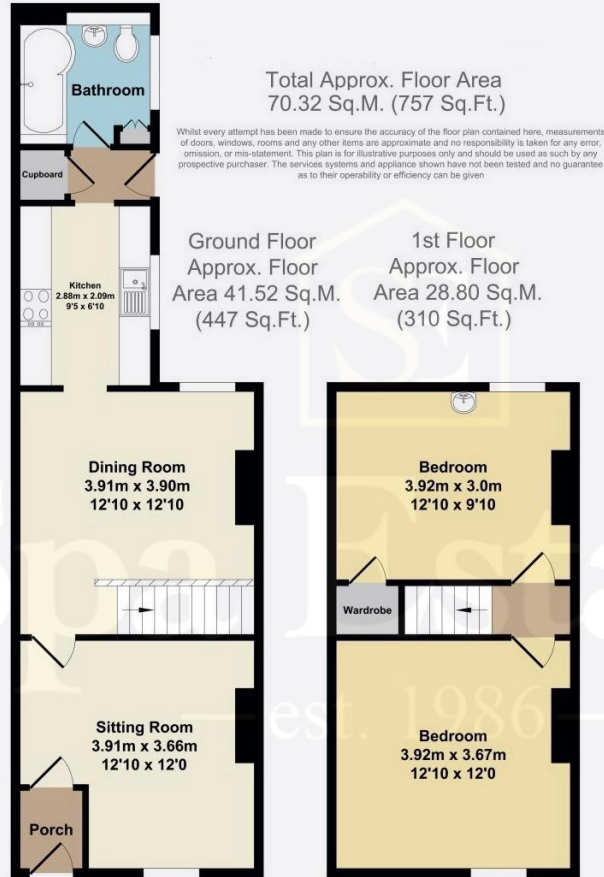 Bathroom
Total Approx. Floor Area
70.32 Sq.M. (757 Sq.Ft.)
Whilst every attempt has been made to ensure the accuracy of the floor plan contained here, measurements
of doors, windows, rooms and any other items are approximate and no responsibility is taken for any error,
omission, or mis-statement. This plan is for illustrative purposes only and should be used as such by any
prospective purchaser. The services systems and appliance shown have not been tested and no guarantee
as to their operability or efficiency can be given
Cupboard
Kitchen
2.88m x 2.09m
9'5 x 6'10
Ground Floor
Approx. Floor
Area 41.52 Sq.M.
(447 Sq.Ft.)
1st Floor
Approx. Floor
Area 28.80 Sq.M.
(310 Sq.Ft.)
Dining Room
3.91m x 3.90m
12'10 x 12'10
Bedroom
3.92m x 3.0m
12'10 x 9'10
Wardrobe
Sitting Room
3.91m x 3.66m
12'10 x 12'0
Bedroom
3.92m x 3.67m
12'10 x 12'0
Porch
est. 1986